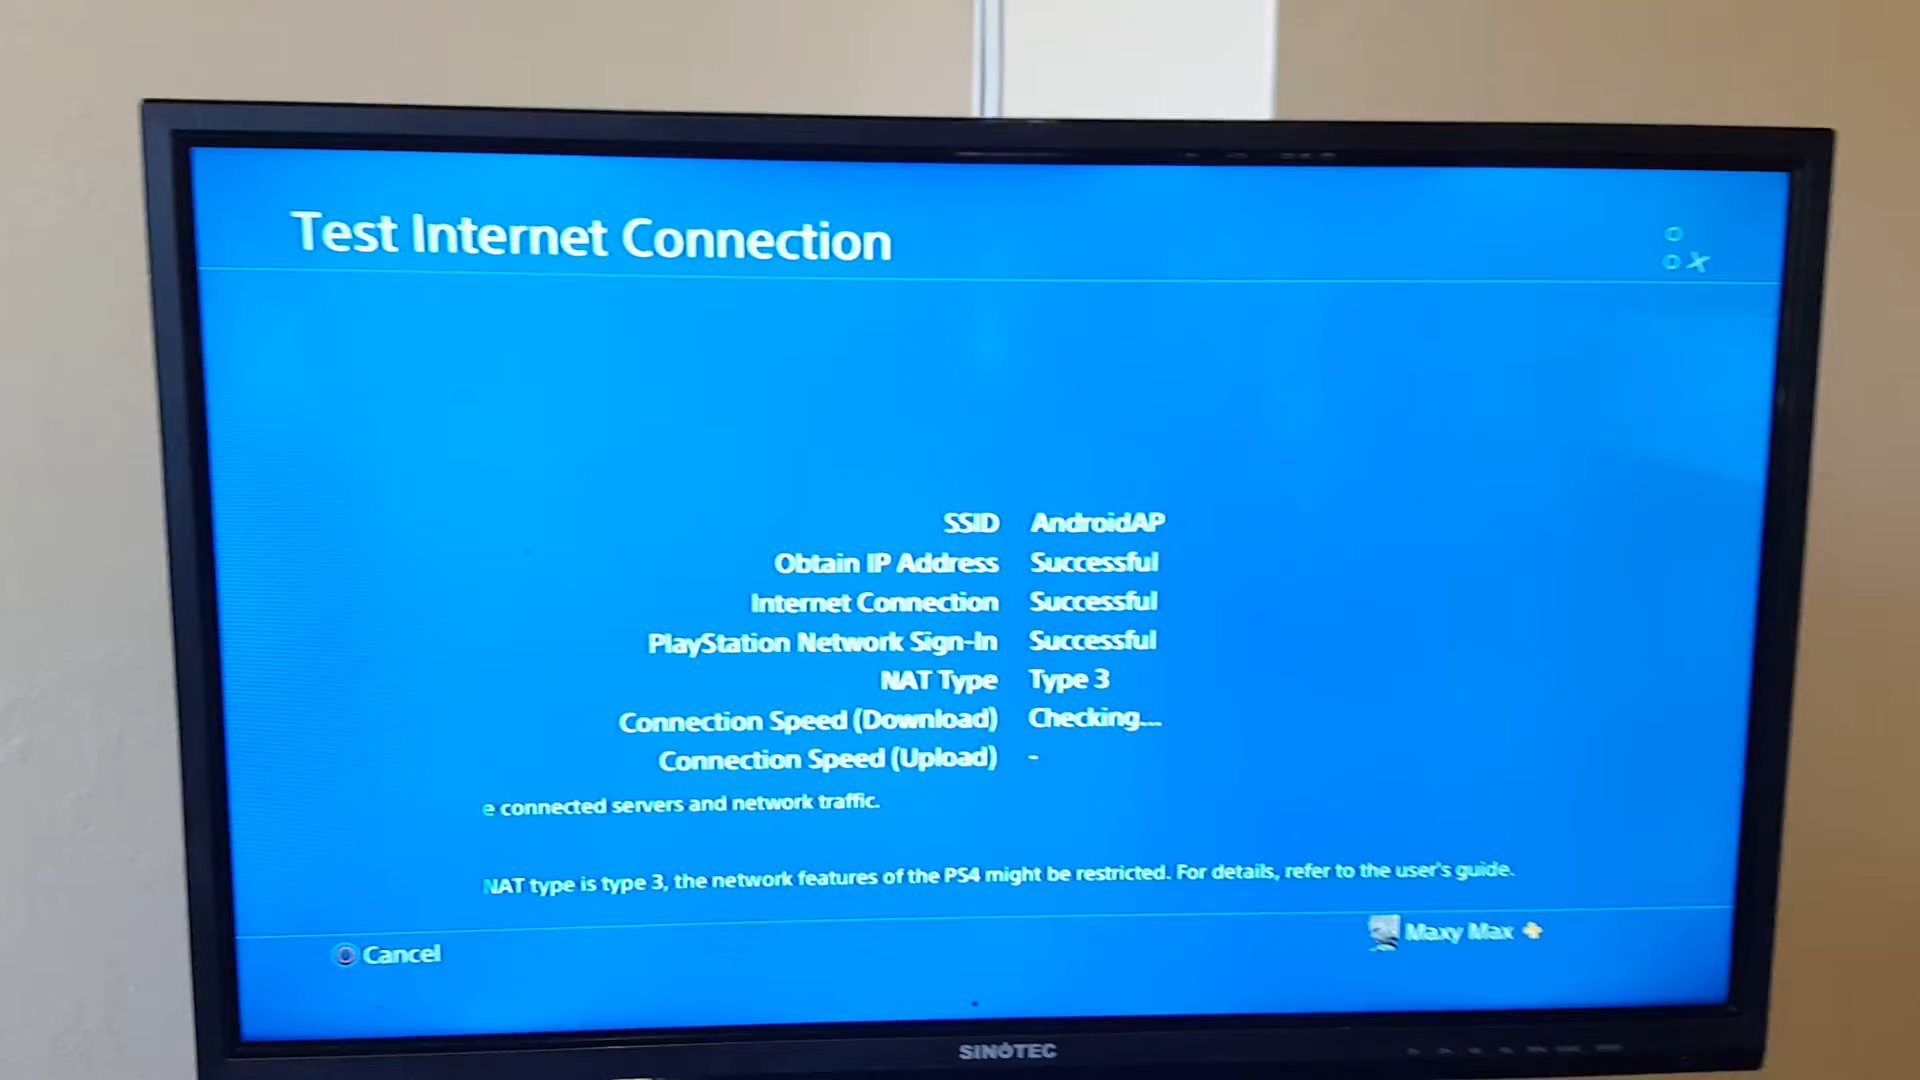 Test Internet Connection
SSID AndroidAP
Obtain IP Address Successful
Internet Connection Successful
PlayStation Network Sign-In Successful
NAT Type Type 3
Connection Speed (Download) Checking...
Connection Speed (Upload) -
e connected servers and network traffic.
NAT type is type 3, the network features of the PS4 might be restricted. For details, refer to the user's guide.
Cancel
Maxy Max
SINOTEC